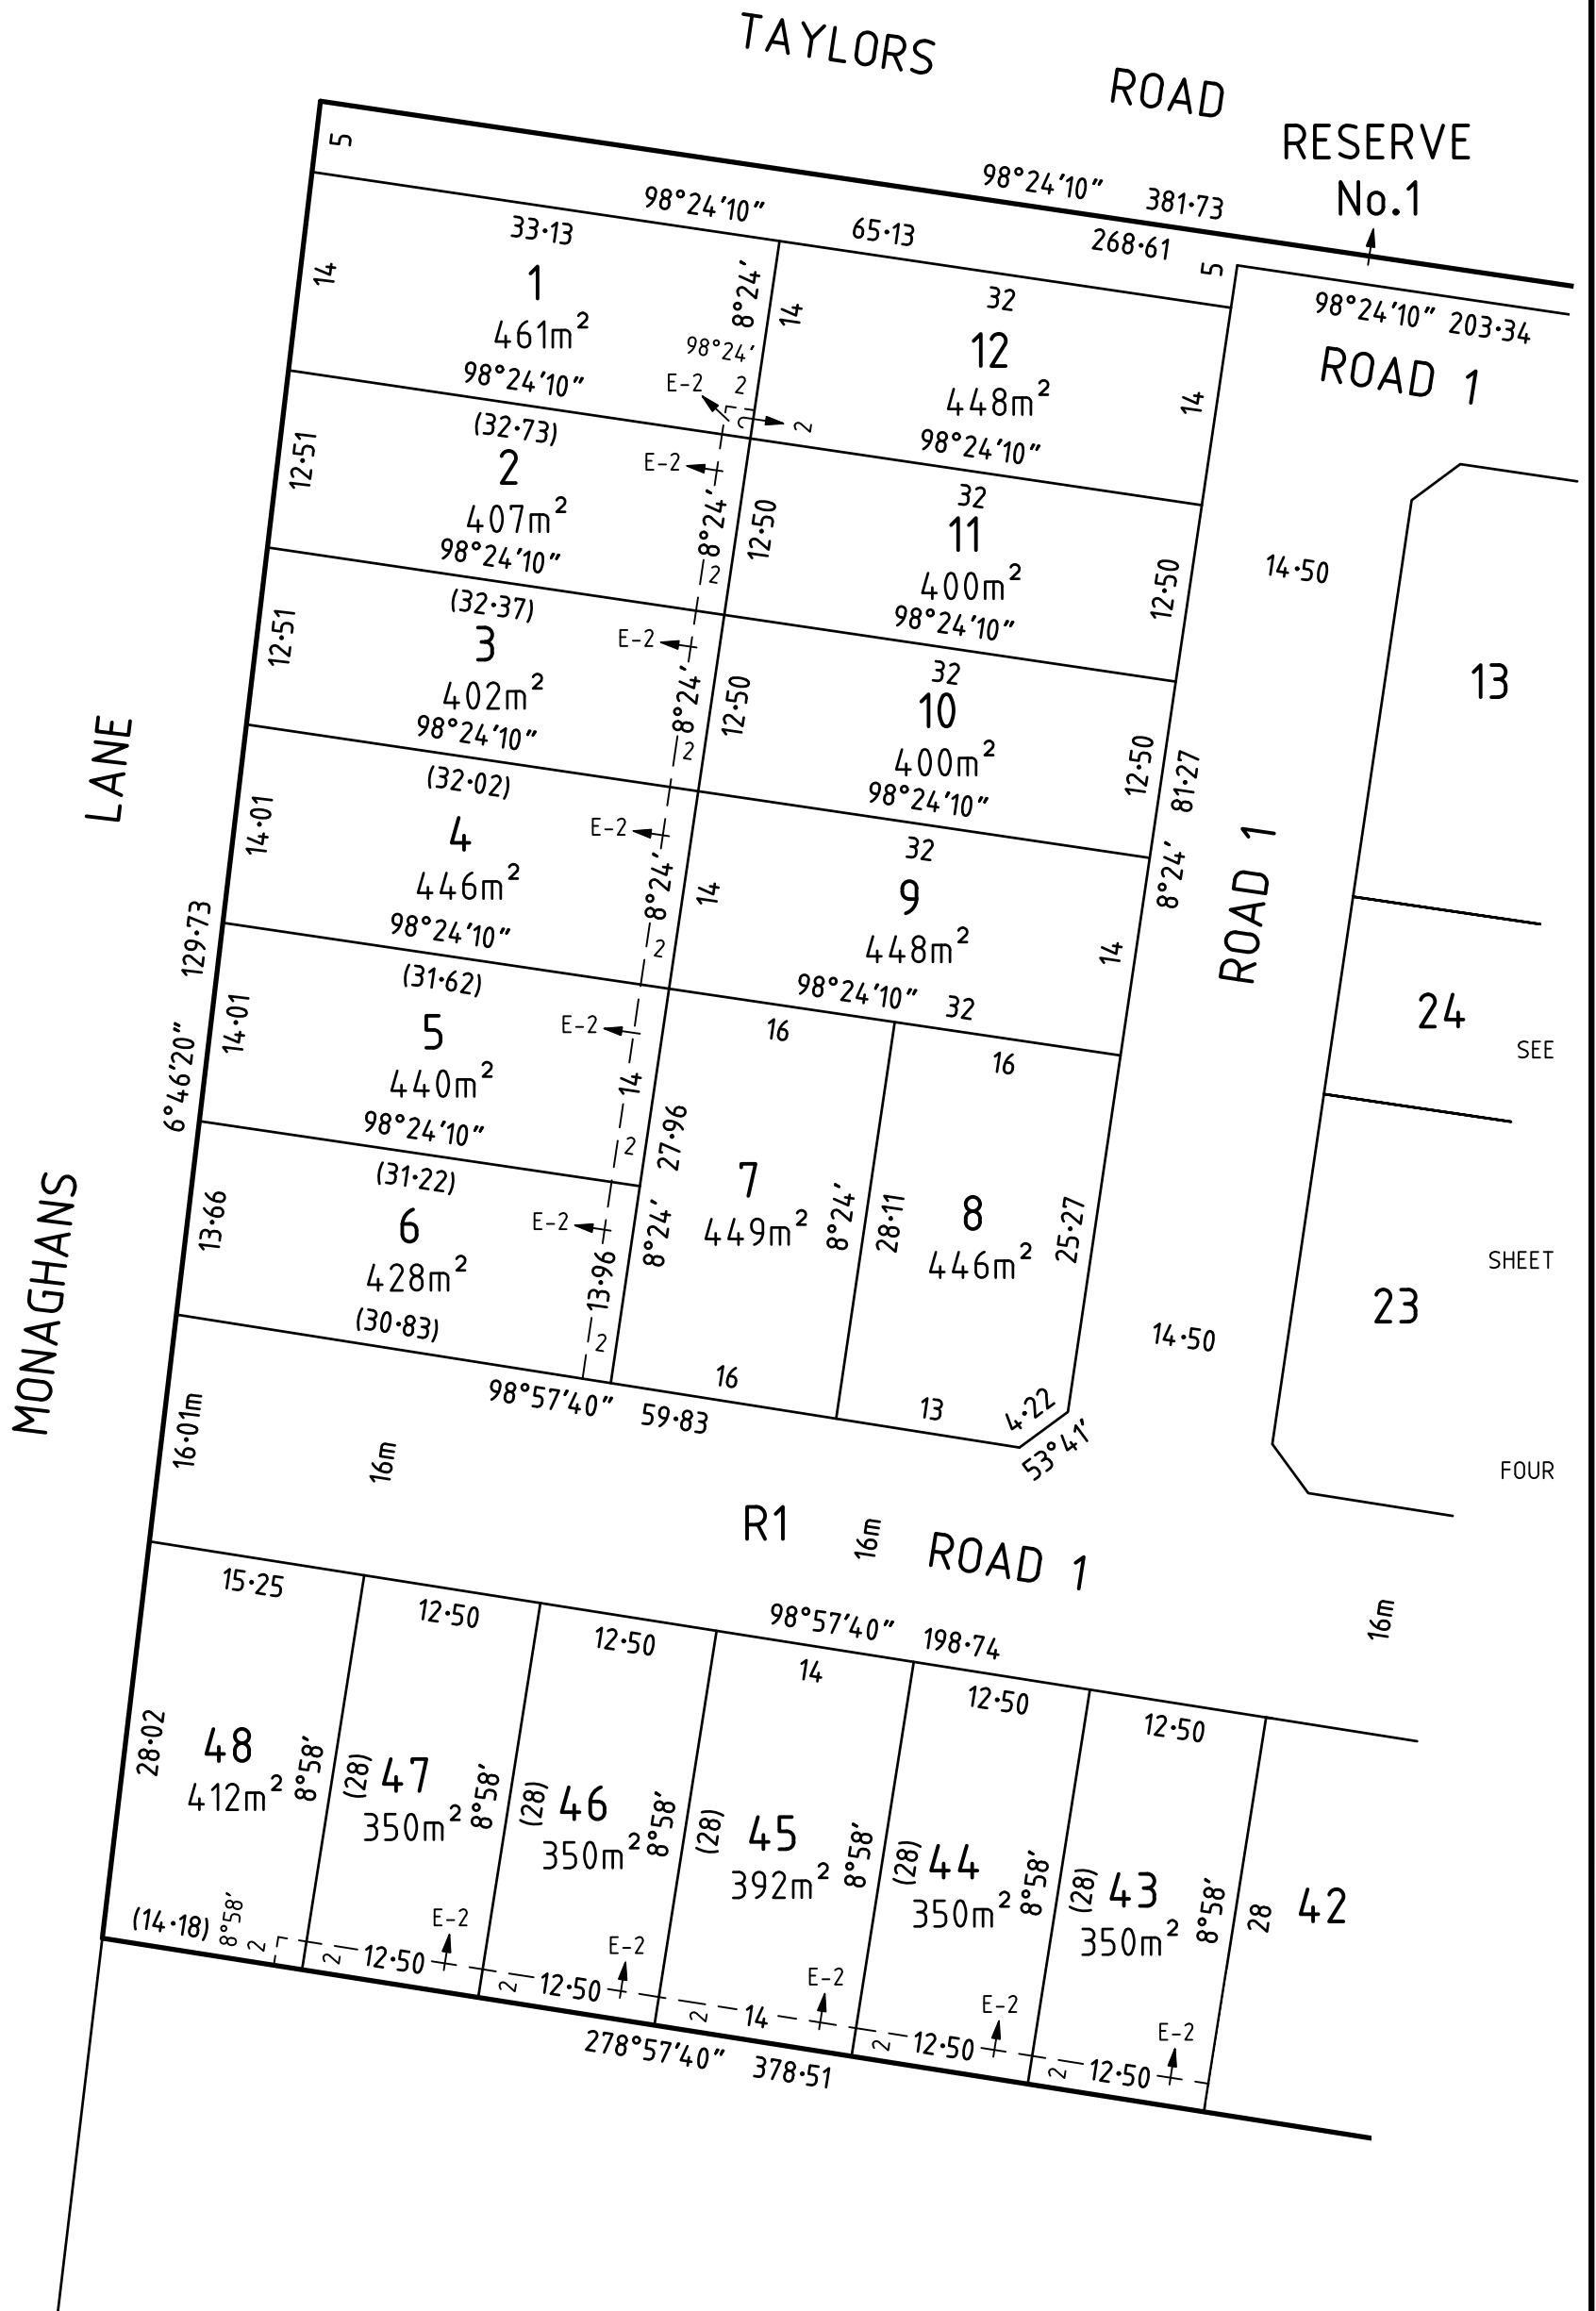 TAYLORS ROAD
RESERVE
No.1
98°24'10" 381·73
5
98°24'10" 65·13 268·61 5
98°24'10" 203·34
ROAD 1
33·13
14
1
461m²
8°24'
98°24'
E-2 2
2
2
98°24'10"
14
32
12
448m²
14
98°24'10"
(32·73)
12·51
2
407m²
E-2
8°24'
2
98°24'10"
12·50
32
11
400m²
12·50
98°24'10"
14·50
(32·37)
12·51
3
402m²
E-2
8°24'
2
98°24'10"
12·50
32
10
400m²
12·50
98°24'10"
8°24' 81·27
13
(32·02)
14·01
4
446m²
E-2
8°24'
2
98°24'10"
14
32
9
448m²
14
98°24'10" 32
ROAD 1
24
SEE
SHEET
FOUR
MONAGHANS LANE
6°46'20" 129·73
(31·62)
14·01
5
440m²
E-2
14
2
98°24'10"
(31·22)
13·66
6
428m²
E-2
13·96
2
(30·83)
16
8°24' 27·96
7
449m²
8°24'
16
16
28·11
8
446m²
25·27
13
4·22
53°41'
14·50
23
98°57'40" 59·83
16·01m
16m
R1
16m
ROAD 1
16m
98°57'40" 198·74
15·25
28·02
48
412m²
8°58'
(14·18)
8°58'
2
12·50
(28)
47
350m²
8°58'
E-2
2
12·50
12·50
(28)
46
350m²
8°58'
E-2
2
12·50
14
(28)
45
392m²
8°58'
E-2
2
14
12·50
(28)
44
350m²
8°58'
E-2
2
12·50
12·50
(28)
43
350m²
8°58'
E-2
2
12·50
28
42
278°57'40" 378·51